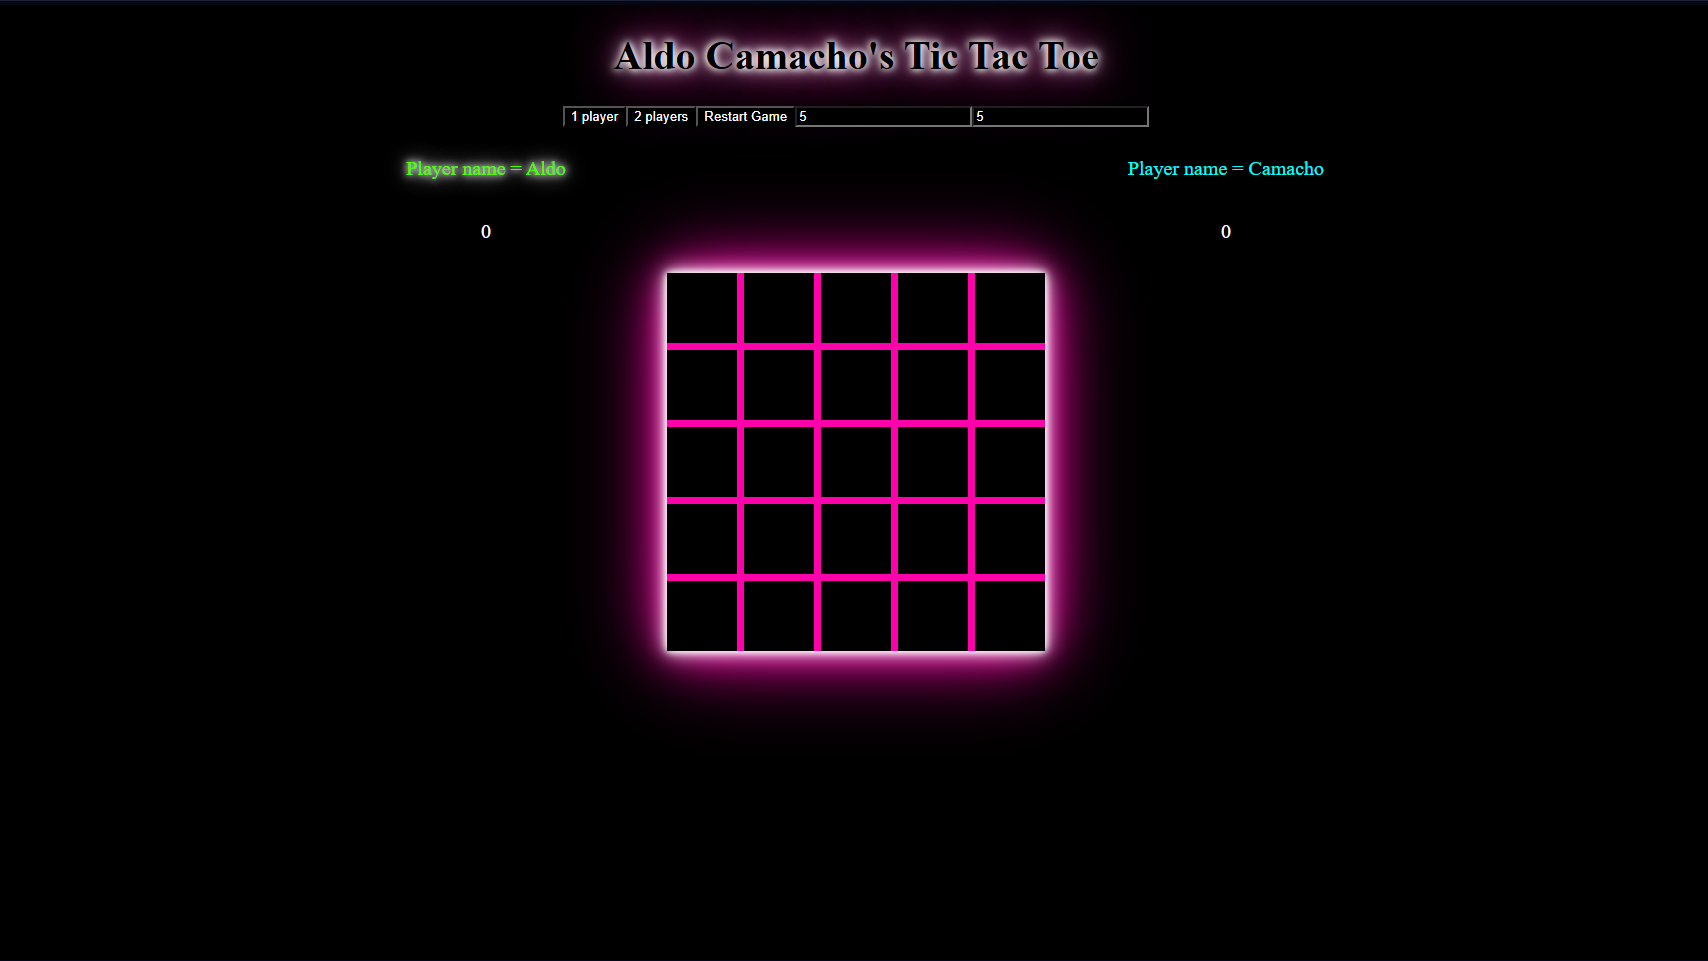 Aldo Camacho's Tic Tac Toe
1 player 2 players Restart Game 5 5
Player name = Aldo Player name = Camacho
0 0